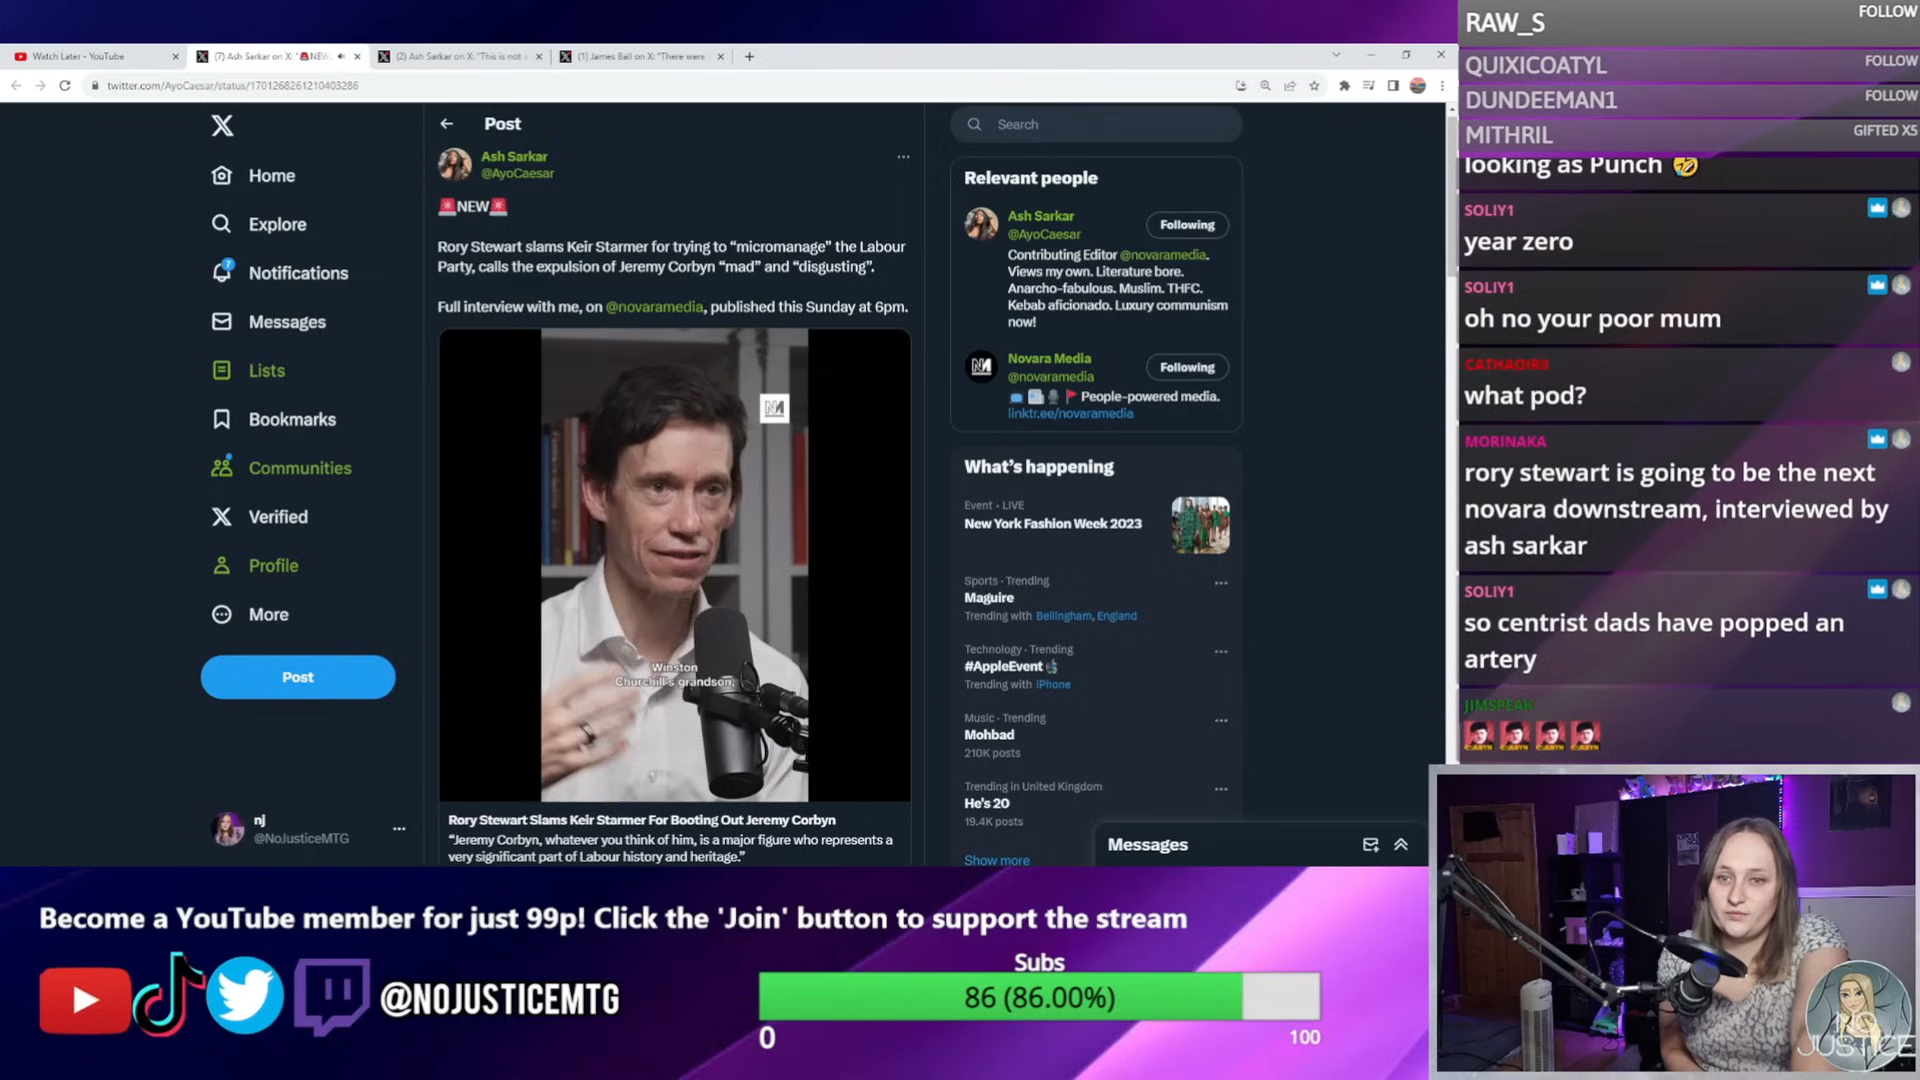 Watch Later - YouTube
(7) Ash Sarkar on X: "🚨NEW
(2) Ash Sarkar on X: "This is not
(1) James Ball on X: "There were
twitter.com/AyoCaesar/status/1701268261210403286
Home
Explore
7
Notifications
Messages
Lists
Bookmarks
Communities
Verified
Profile
More
Post
nj
@NoJusticeMTG
Post
Ash Sarkar
@AyoCaesar
🚨NEW🚨
Rory Stewart slams Keir Starmer for trying to “micromanage” the Labour
Party, calls the expulsion of Jeremy Corbyn “mad” and “disgusting”.
Full interview with me, on @novaramedia, published this Sunday at 6pm.
Winston
Churchill's grandson,
Rory Stewart Slams Keir Starmer For Booting Out Jeremy Corbyn
“Jeremy Corbyn, whatever you think of him, is a major figure who represents a
very significant part of Labour history and heritage.”
Search
Relevant people
Ash Sarkar
@AyoCaesar
Following
Contributing Editor @novaramedia.
Views my own. Literature bore.
Anarcho-fabulous. Muslim. THFC.
Kebab aficionado. Luxury communism
now!
Novara Media
@novaramedia
Following
People-powered media.
linktr.ee/novaramedia
What's happening
Event · LIVE
New York Fashion Week 2023
Sports · Trending
Maguire
Trending with Bellingham, England
Technology · Trending
#AppleEvent
Trending with iPhone
Music · Trending
Mohbad
210K posts
Trending in United Kingdom
He's 20
19.4K posts
Show more
Messages
RAW_S FOLLOW
QUIXICOATYL FOLLOW
DUNDEEMAN1 FOLLOW
MITHRIL GIFTED X5
looking as Punch 🤣
SOLIY1
year zero
SOLIY1
oh no your poor mum
CATHAOIR0
what pod?
MORINAKA
rory stewart is going to be the next
novara downstream, interviewed by
ash sarkar
SOLIY1
so centrist dads have popped an
artery
JIMSPEAK
Become a YouTube member for just 99p! Click the 'Join' button to support the stream
@NOJUSTICEMTG
Subs
86 (86.00%)
0
100
NO
JUSTICE